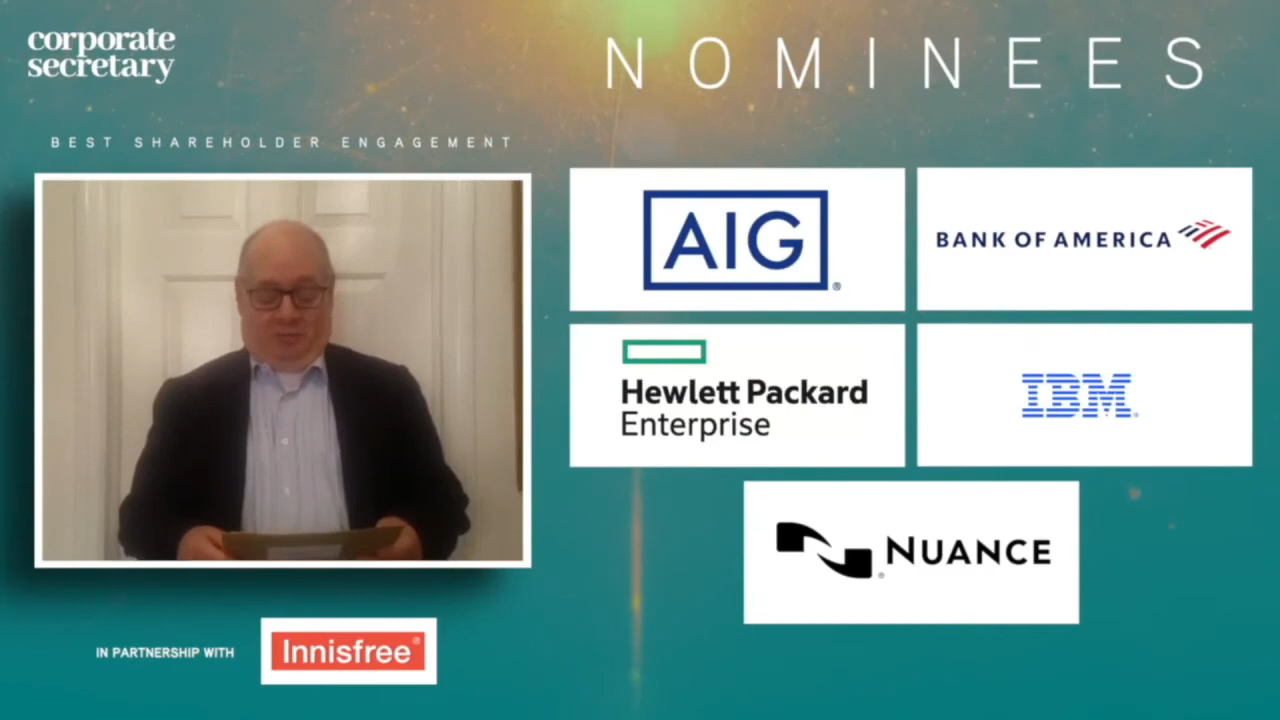 corporate
secretary
NOMINEES
BEST SHAREHOLDER ENGAGEMENT
AIG®
BANK OF AMERICA
Hewlett Packard
Enterprise
IBM®
NUANCE®
IN PARTNERSHIP WITH
Innisfree®